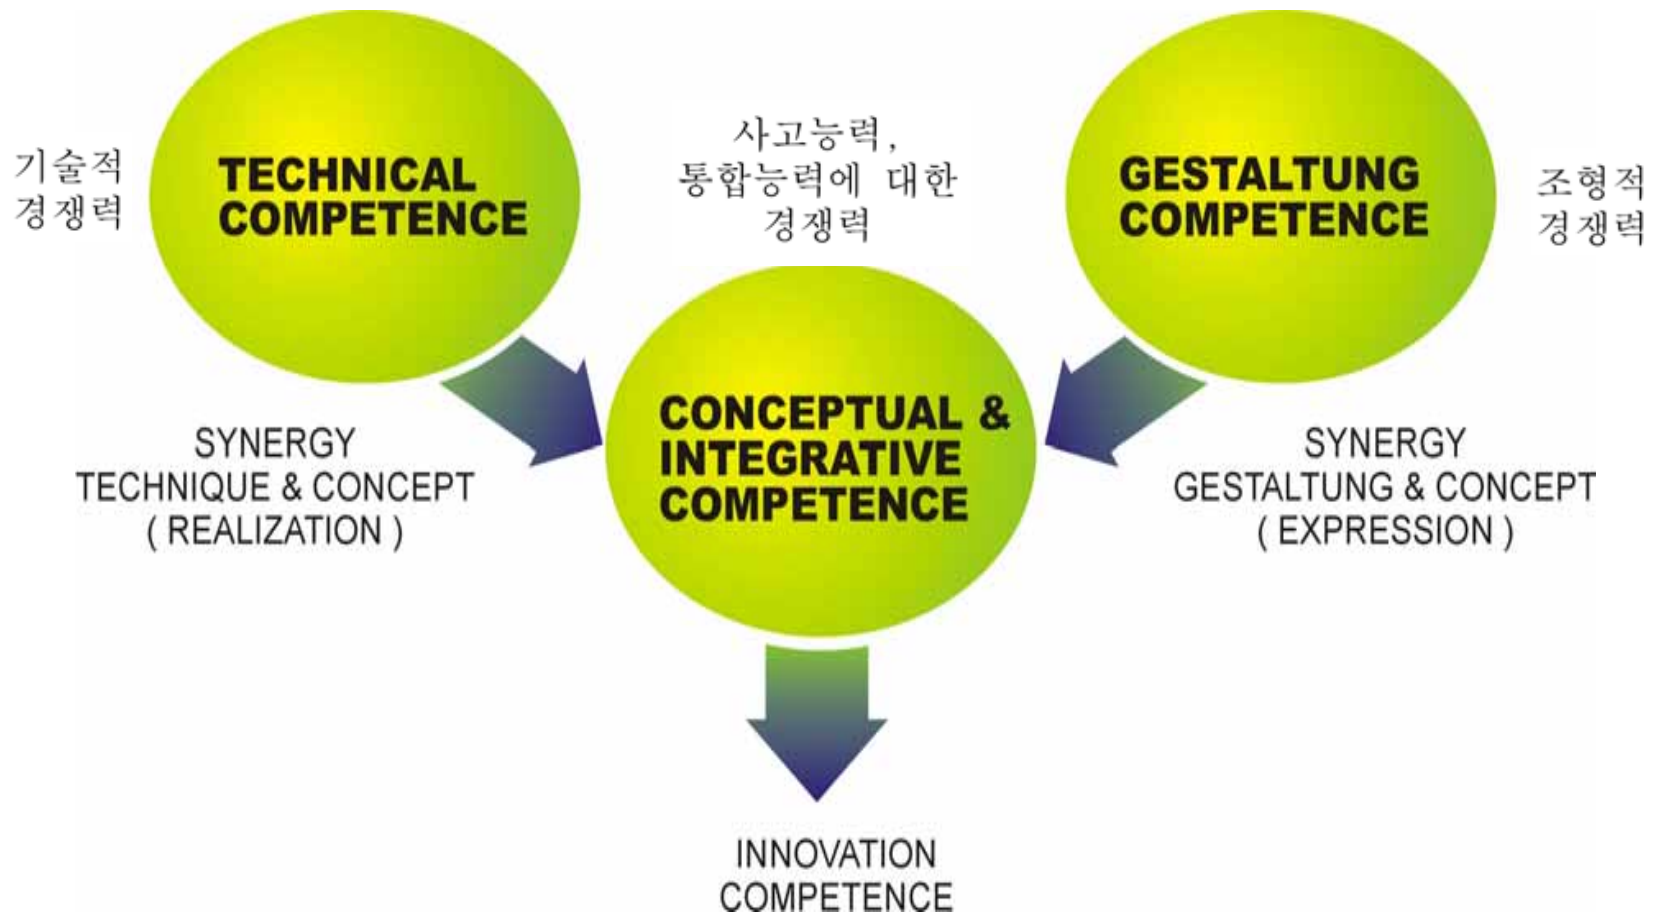 기술적
경쟁력
TECHNICAL
COMPETENCE
사고능력,
통합능력에 대한
경쟁력
GESTALTUNG
COMPETENCE
조형적
경쟁력
SYNERGY
TECHNIQUE & CONCEPT
( REALIZATION )
CONCEPTUAL &
INTEGRATIVE
COMPETENCE
SYNERGY
GESTALTUNG & CONCEPT
( EXPRESSION )
INNOVATION
COMPETENCE